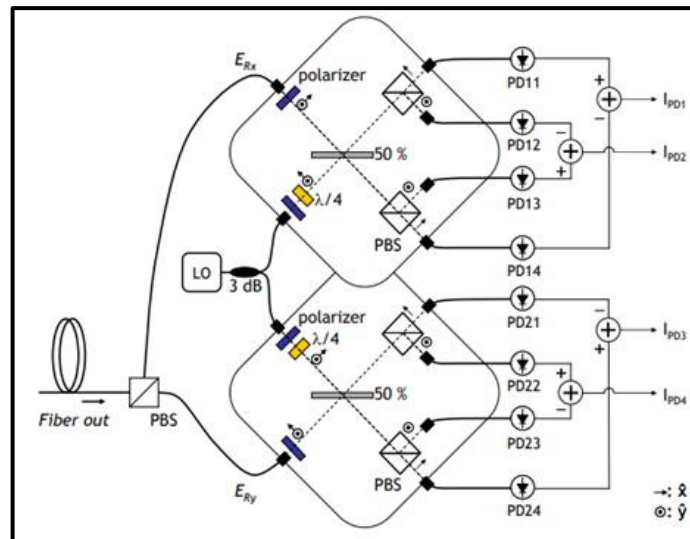 E_Rx
polarizer
PD11
+
−
I_PD1
50 %
PD12
−
+
I_PD2
λ/4
PD13
PBS
PD14
LO
3 dB
polarizer
λ/4
PD21
−
+
I_PD3
50 %
PD22
+
−
I_PD4
Fiber out
PBS
PD23
E_Ry
PBS
PD24
→: x̂
⊙: ŷ